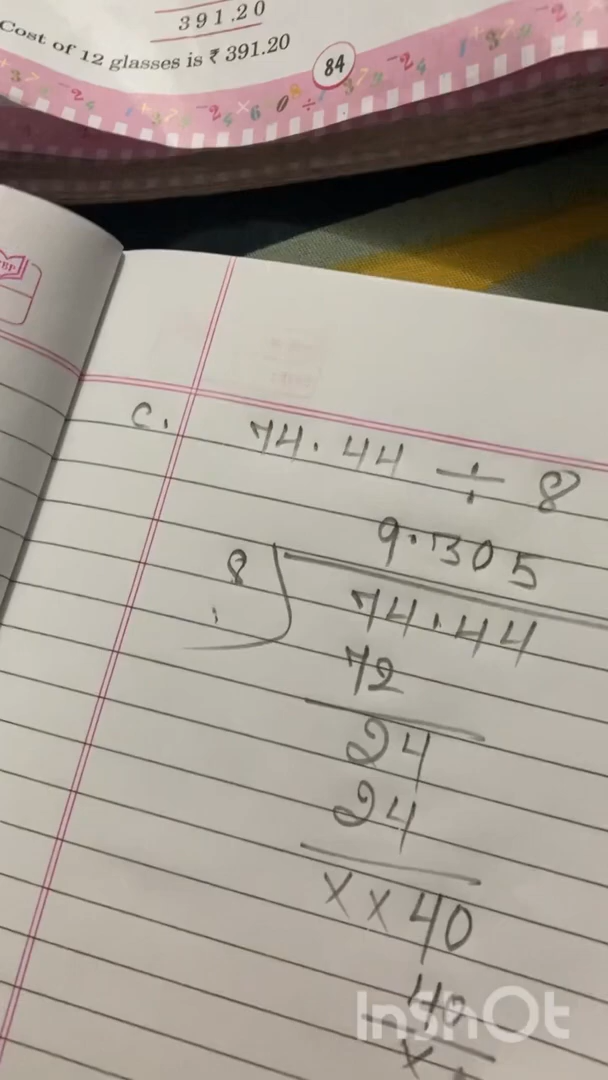 391.20
Cost of 12 glasses is ₹ 391.20
84
c. 74.44 ÷ 8
9.305
8 74.44
72
24
24
x x 40
40
x
InShOt